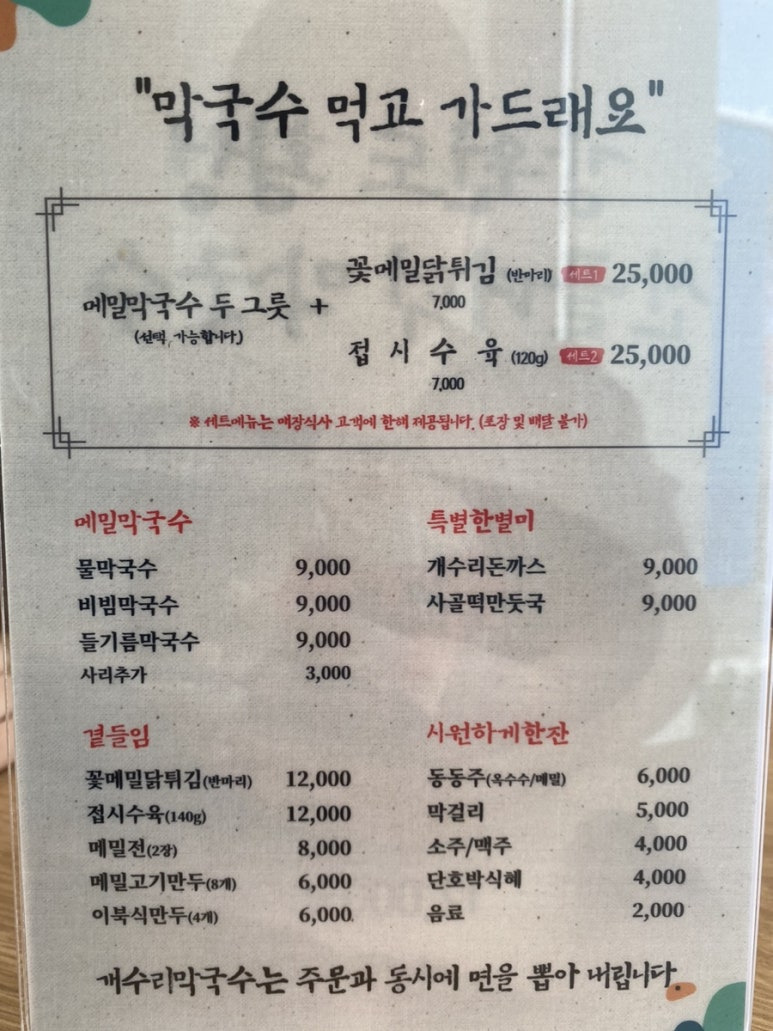 "막국수 먹고 가드래요"
꽃메밀닭튀김 (반마리) 세트1 25,000
7,000
메밀막국수 두 그릇 +
(선택 가능합니다.)
접시수육 (120g) 세트2 25,000
7,000
※ 세트메뉴는 매장식사 고객에 한해 제공됩니다. (포장 및 배달 불가)
메밀막국수
물막국수 9,000
비빔막국수 9,000
들기름막국수 9,000
사리추가 3,000
특별한별미
개수리돈까스 9,000
사골떡만둣국 9,000
곁들임
꽃메밀닭튀김(반마리) 12,000
접시수육(140g) 12,000
메밀전(2장) 8,000
메밀고기만두(8개) 6,000
이북식만두(4개) 6,000
시원하게한잔
동동주(옥수수/메밀) 6,000
막걸리 5,000
소주/맥주 4,000
단호박식혜 4,000
음료 2,000
개수리막국수는 주문과 동시에 면을 뽑아 내립니다.